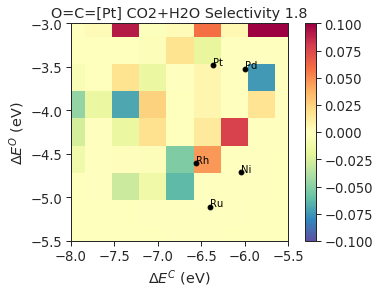 O=C=[Pt] CO2+H2O Selectivity 1.8
ΔE^O (eV)
−3.0
−3.5
−4.0
−4.5
−5.0
−5.5
Pt
Pd
Rh
Ni
Ru
−8.0 −7.5 −7.0 −6.5 −6.0 −5.5
ΔE^C (eV)
0.100
0.075
0.050
0.025
0.000
−0.025
−0.050
−0.075
−0.100